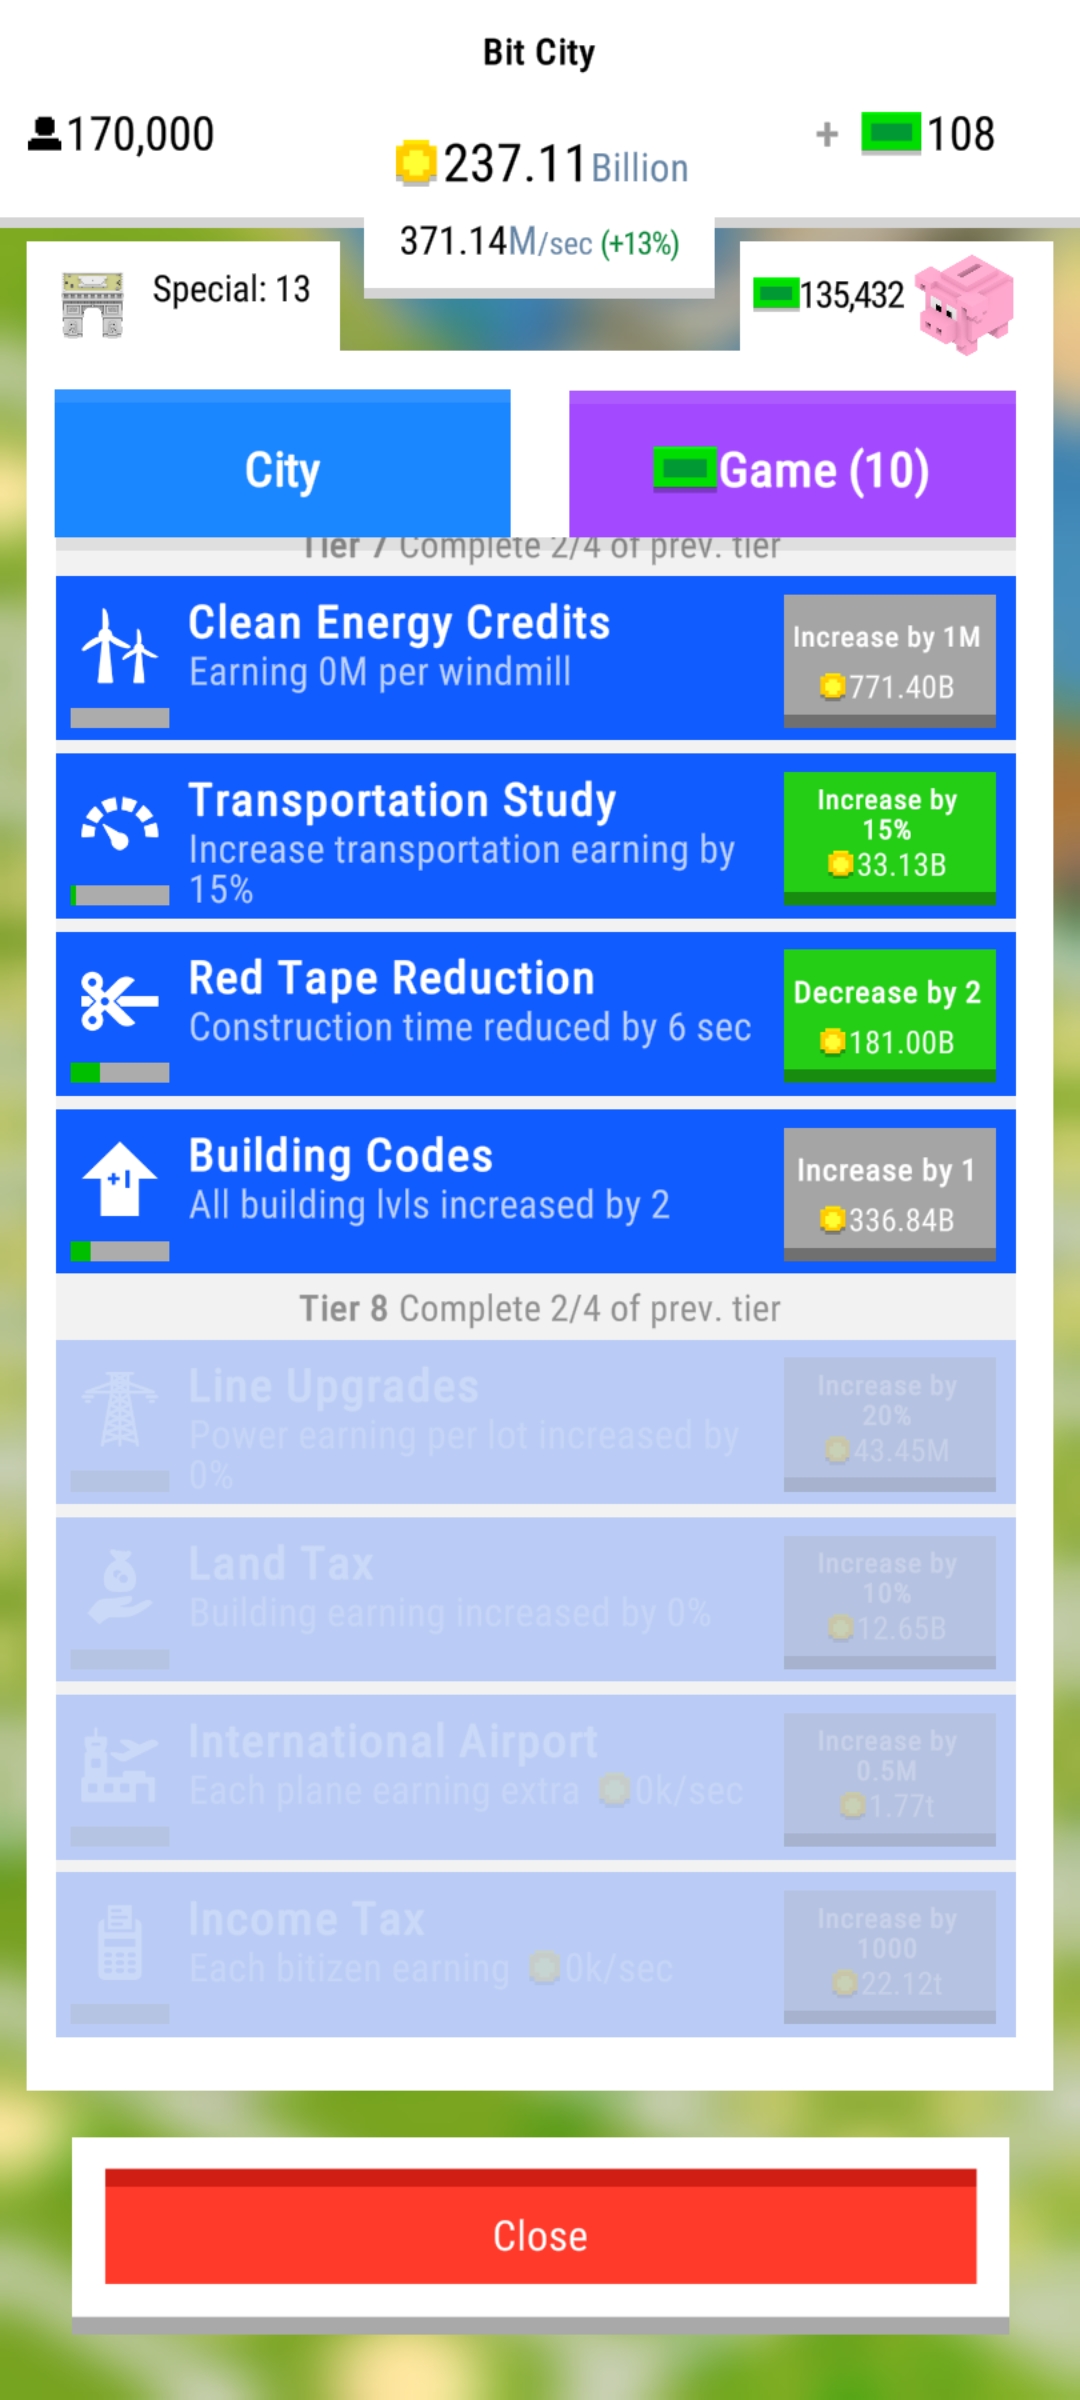 Bit City
170,000
237.11 Billion
+ 108
371.14M/sec (+13%)
Special: 13
135,432
City
Game (10)
Tier 7 Complete 2/4 of prev. tier
Clean Energy Credits
Earning 0M per windmill
Increase by 1M
771.40B
Transportation Study
Increase transportation earning by
15%
Increase by
15%
33.13B
Red Tape Reduction
Construction time reduced by 6 sec
Decrease by 2
181.00B
Building Codes
All building lvls increased by 2
+1
Increase by 1
336.84B
Tier 8 Complete 2/4 of prev. tier
Line Upgrades
Power earning per lot increased by
0%
Increase by
20%
43.45M
Land Tax
Building earning increased by 0%
Increase by
10%
12.65B
International Airport
Each plane earning extra 0k/sec
Increase by
0.5M
1.77t
Income Tax
Each bitizen earning 0k/sec
Increase by
1000
22.12t
Close